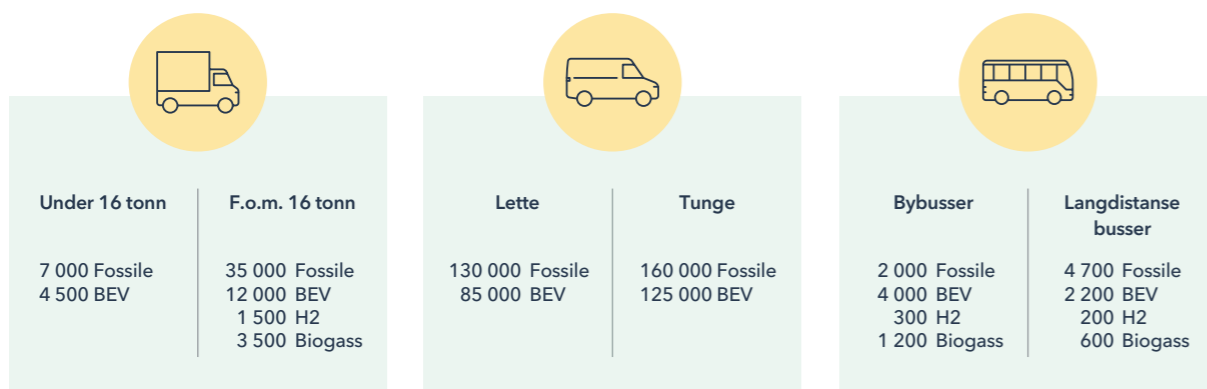 Under 16 tonn
7 000 Fossile
4 500 BEV
F.o.m. 16 tonn
35 000 Fossile
12 000 BEV
1 500 H2
3 500 Biogass
Lette
130 000 Fossile
85 000 BEV
Tunge
160 000 Fossile
125 000 BEV
Bybusser
2 000 Fossile
4 000 BEV
300 H2
1 200 Biogass
Langdistanse
busser
4 700 Fossile
2 200 BEV
200 H2
600 Biogass